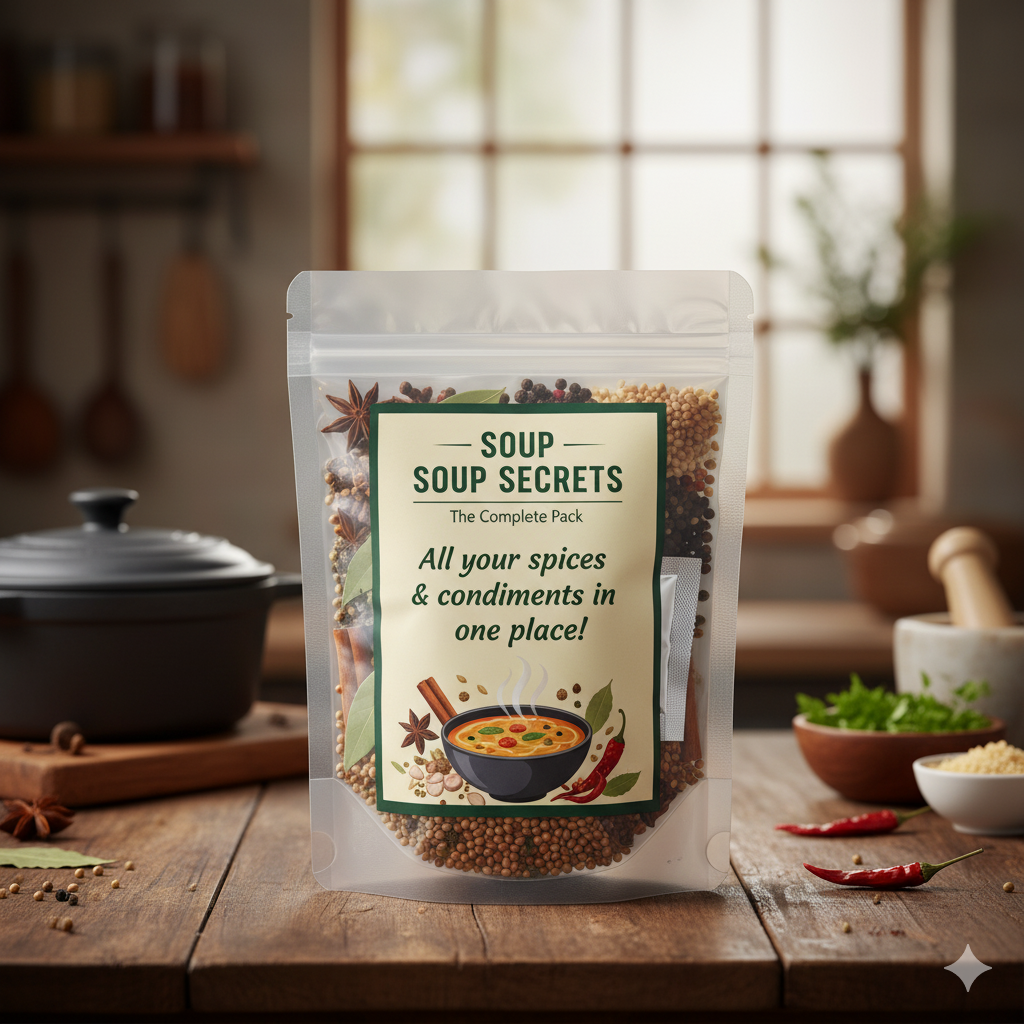 SOUP
SOUP SECRETS
The Complete Pack
All your spices
& condiments in
one place!